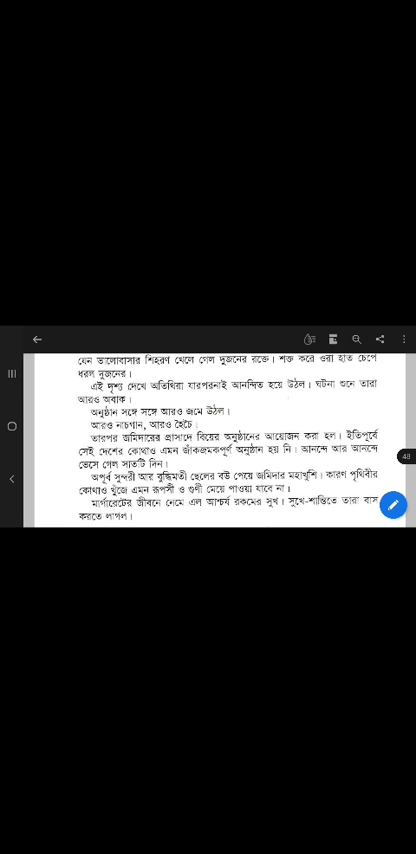 যেন ভালোবাসার শিহরণ খেলে গেল দুজনের রক্তে। শক্ত করে ওরা হাত চেপে
ধরল দুজনের।
এই দৃশ্য দেখে অতিথিরা যারপরনাই আনন্দিত হয়ে উঠল। ঘটনা শুনে তারা
আরও অবাক।
অনুষ্ঠান সঙ্গে সঙ্গে আরও জমে উঠল।
আরও নাচগান, আরও হৈচৈ।
তারপর জমিদারের প্রাসাদে বিয়ের অনুষ্ঠানের আয়োজন করা হল। ইতিপূর্বে
সেই দেশের কোথাও এমন জাঁকজমকপূর্ণ অনুষ্ঠান হয় নি। আনন্দে আর আনন্দে
ভেসে গেল সাতটি দিন।
অপূর্ব সুন্দরী আর বুদ্ধিমতী ছেলের বউ পেয়ে জমিদার মহাখুশি। কারণ পৃথিবীর
কোথাও খুঁজে এমন রূপসী ও গুণী মেয়ে পাওয়া যাবে না।
মার্গারেটের জীবনে নেমে এল আশ্চর্য রকমের সুখ। সুখে-শান্তিতে তারা বাস
করতে লাগল।
48